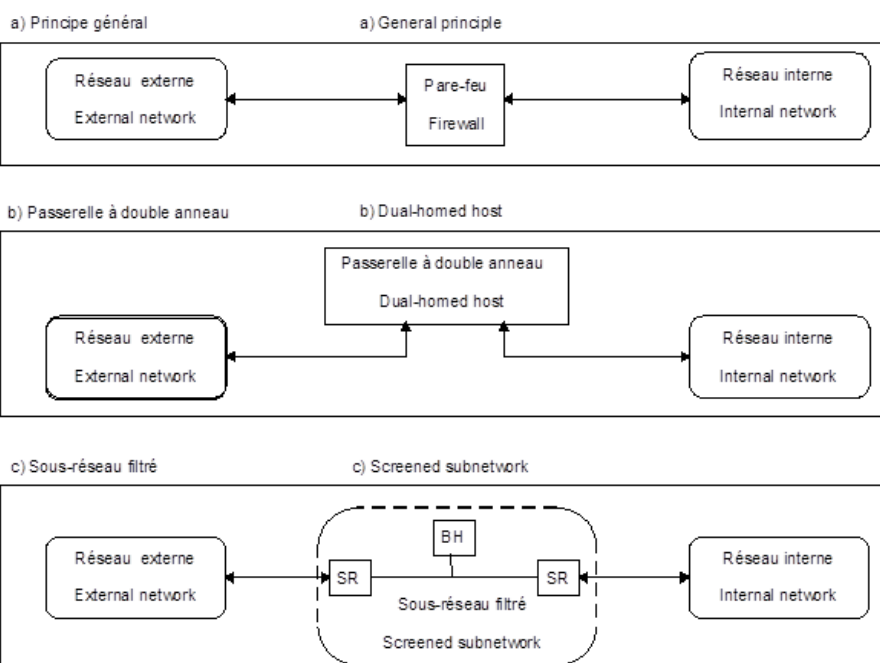 a) Principe général
a) General principle
Réseau externe
External network
Pare-feu
Firewall
Réseau interne
Internal network
b) Passerelle à double anneau
b) Dual-homed host
Passerelle à double anneau
Dual-homed host
Réseau externe
External network
Réseau interne
Internal network
c) Sous-réseau filtré
c) Screened subnetwork
Réseau externe
External network
BH
SR
SR
Sous-réseau filtré
Screened subnetwork
Réseau interne
Internal network